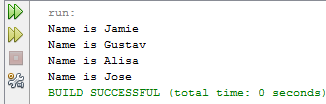 run:
Name is Jamie
Name is Gustav
Name is Alisa
Name is Jose
BUILD SUCCESSFUL (total time: 0 seconds)